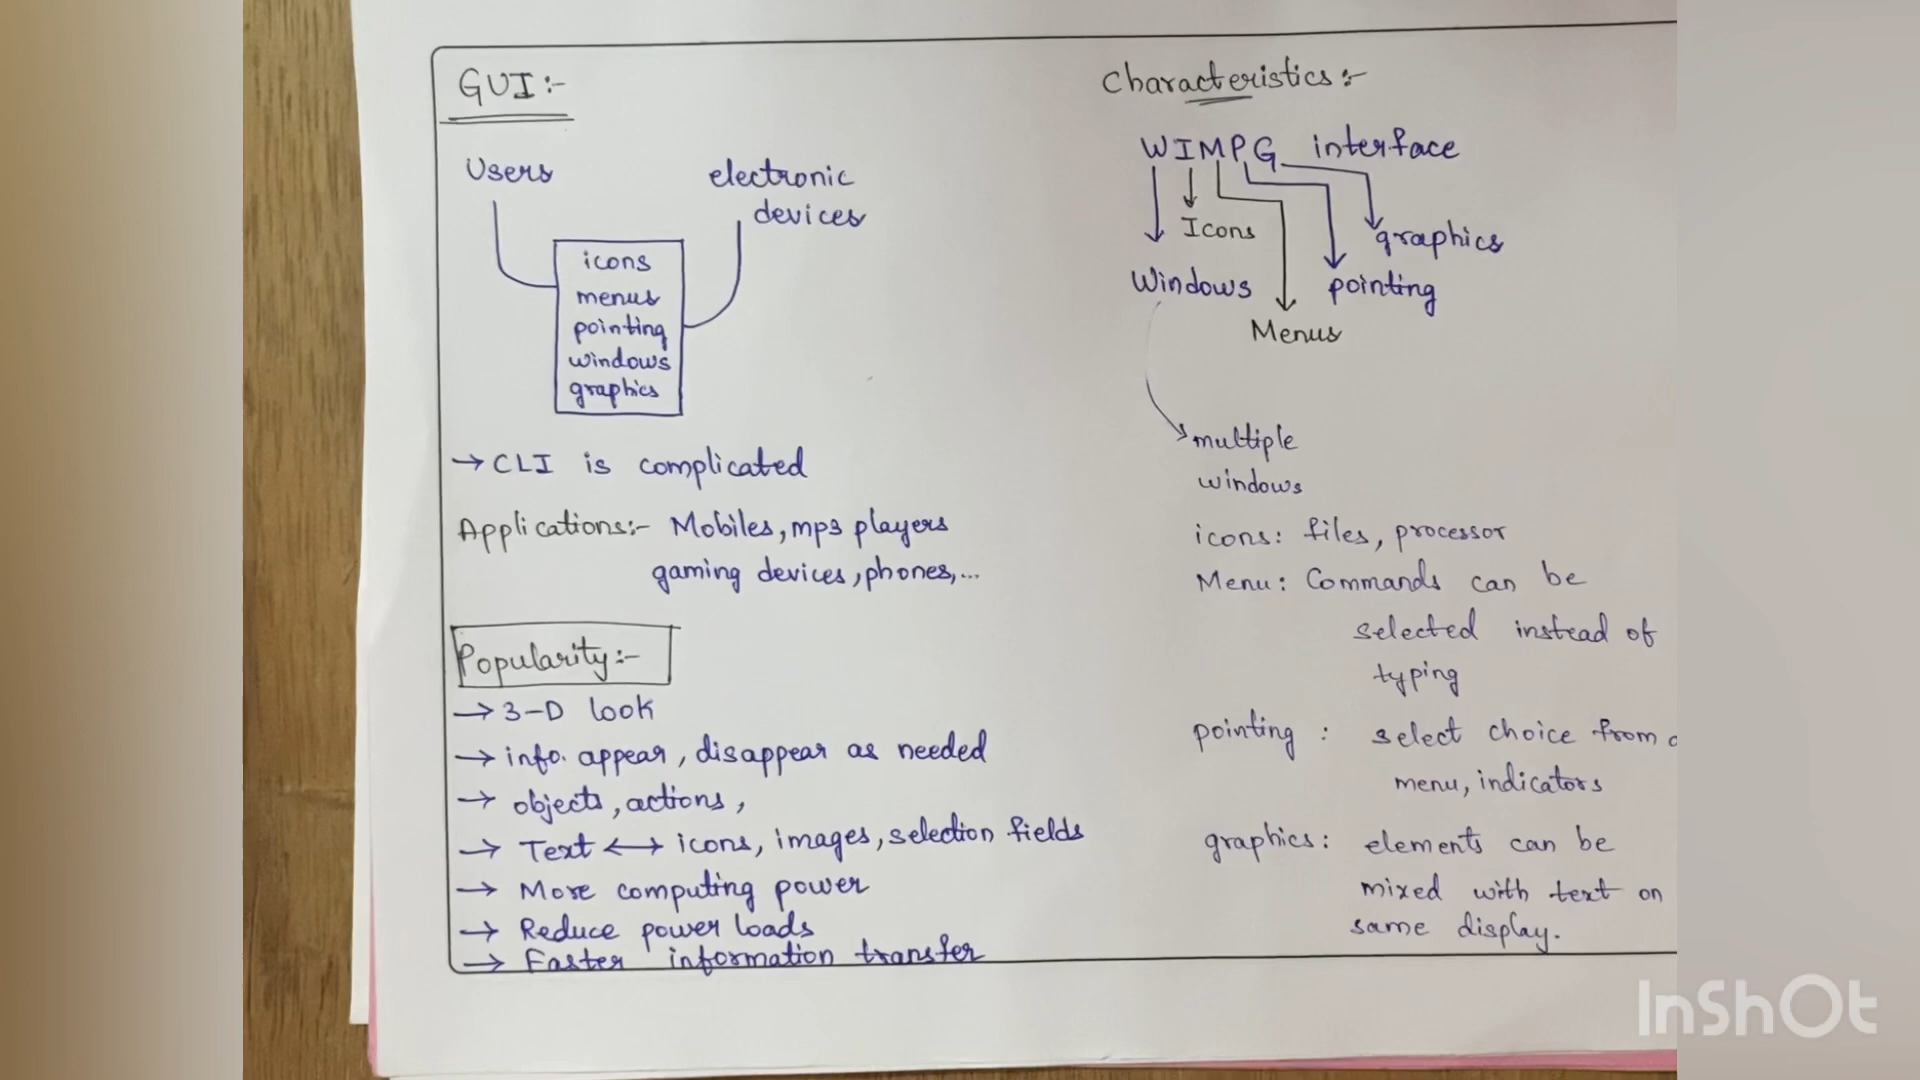 GUI:-
Users
electronic
devices
icons
menus
pointing
windows
graphics
→ CLI is complicated
Applications:- Mobiles, mp3 players
gaming devices, phones,...
Popularity:-
→ 3-D look
→ info. appear, disappear as needed
→ objects, actions,
→ Text ↔ icons, images, selection fields
→ More computing power
→ Reduce power loads
→ Faster information transfer
Characteristics:-
WIMPG interface
Icons
graphics
Windows
pointing
Menus
multiple
windows
icons: files, processor
Menu: Commands can be
selected instead of
typing
pointing : select choice from
menu, indicators
graphics: elements can be
mixed with text on
same display.
InShOt